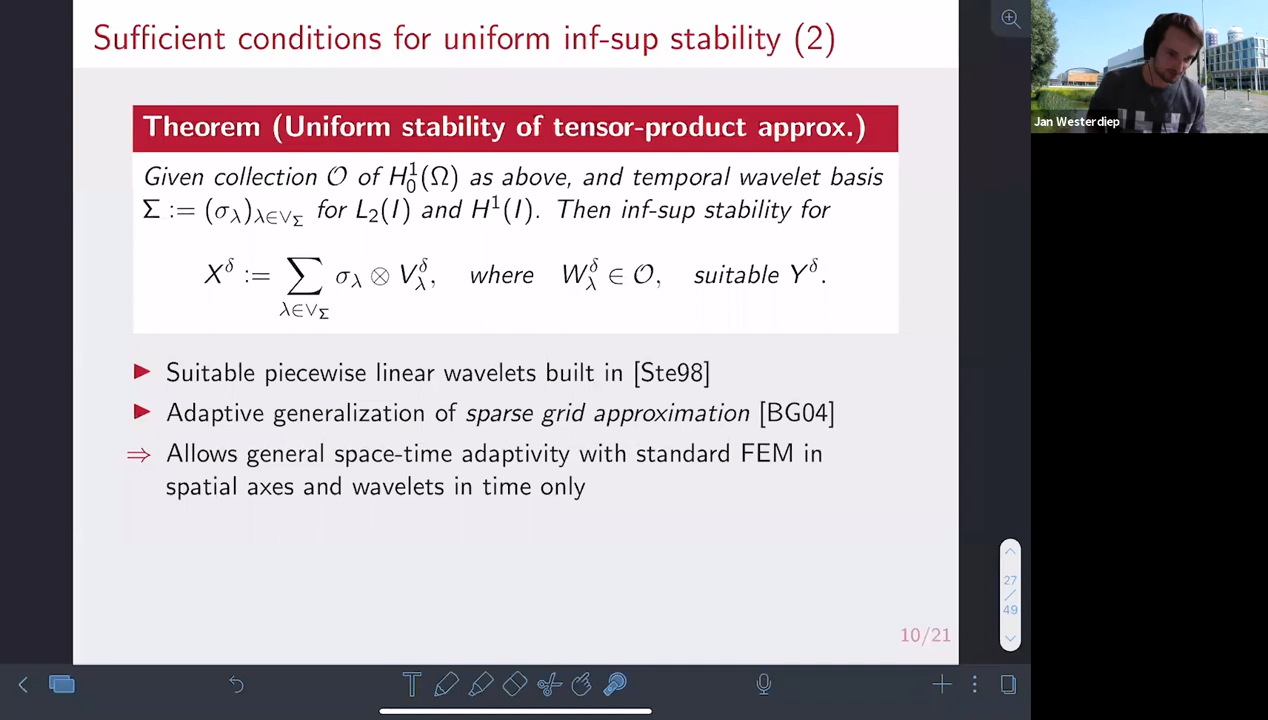 Sufficient conditions for uniform inf-sup stability (2)
Theorem (Uniform stability of tensor-product approx.)
Given collection 𝒪 of H₀¹(Ω) as above, and temporal wavelet basis
Σ := (σ_λ)_{λ∈∨_Σ} for L₂(I) and H¹(I). Then inf-sup stability for
X^δ := ∑_{λ∈∨_Σ} σ_λ ⊗ V_λ^δ, where W_λ^δ ∈ 𝒪, suitable Y^δ.
▶ Suitable piecewise linear wavelets built in [Ste98]
▶ Adaptive generalization of sparse grid approximation [BG04]
⇒ Allows general space-time adaptivity with standard FEM in
spatial axes and wavelets in time only
10/21
27
/
49
T
Jan Westerdiep